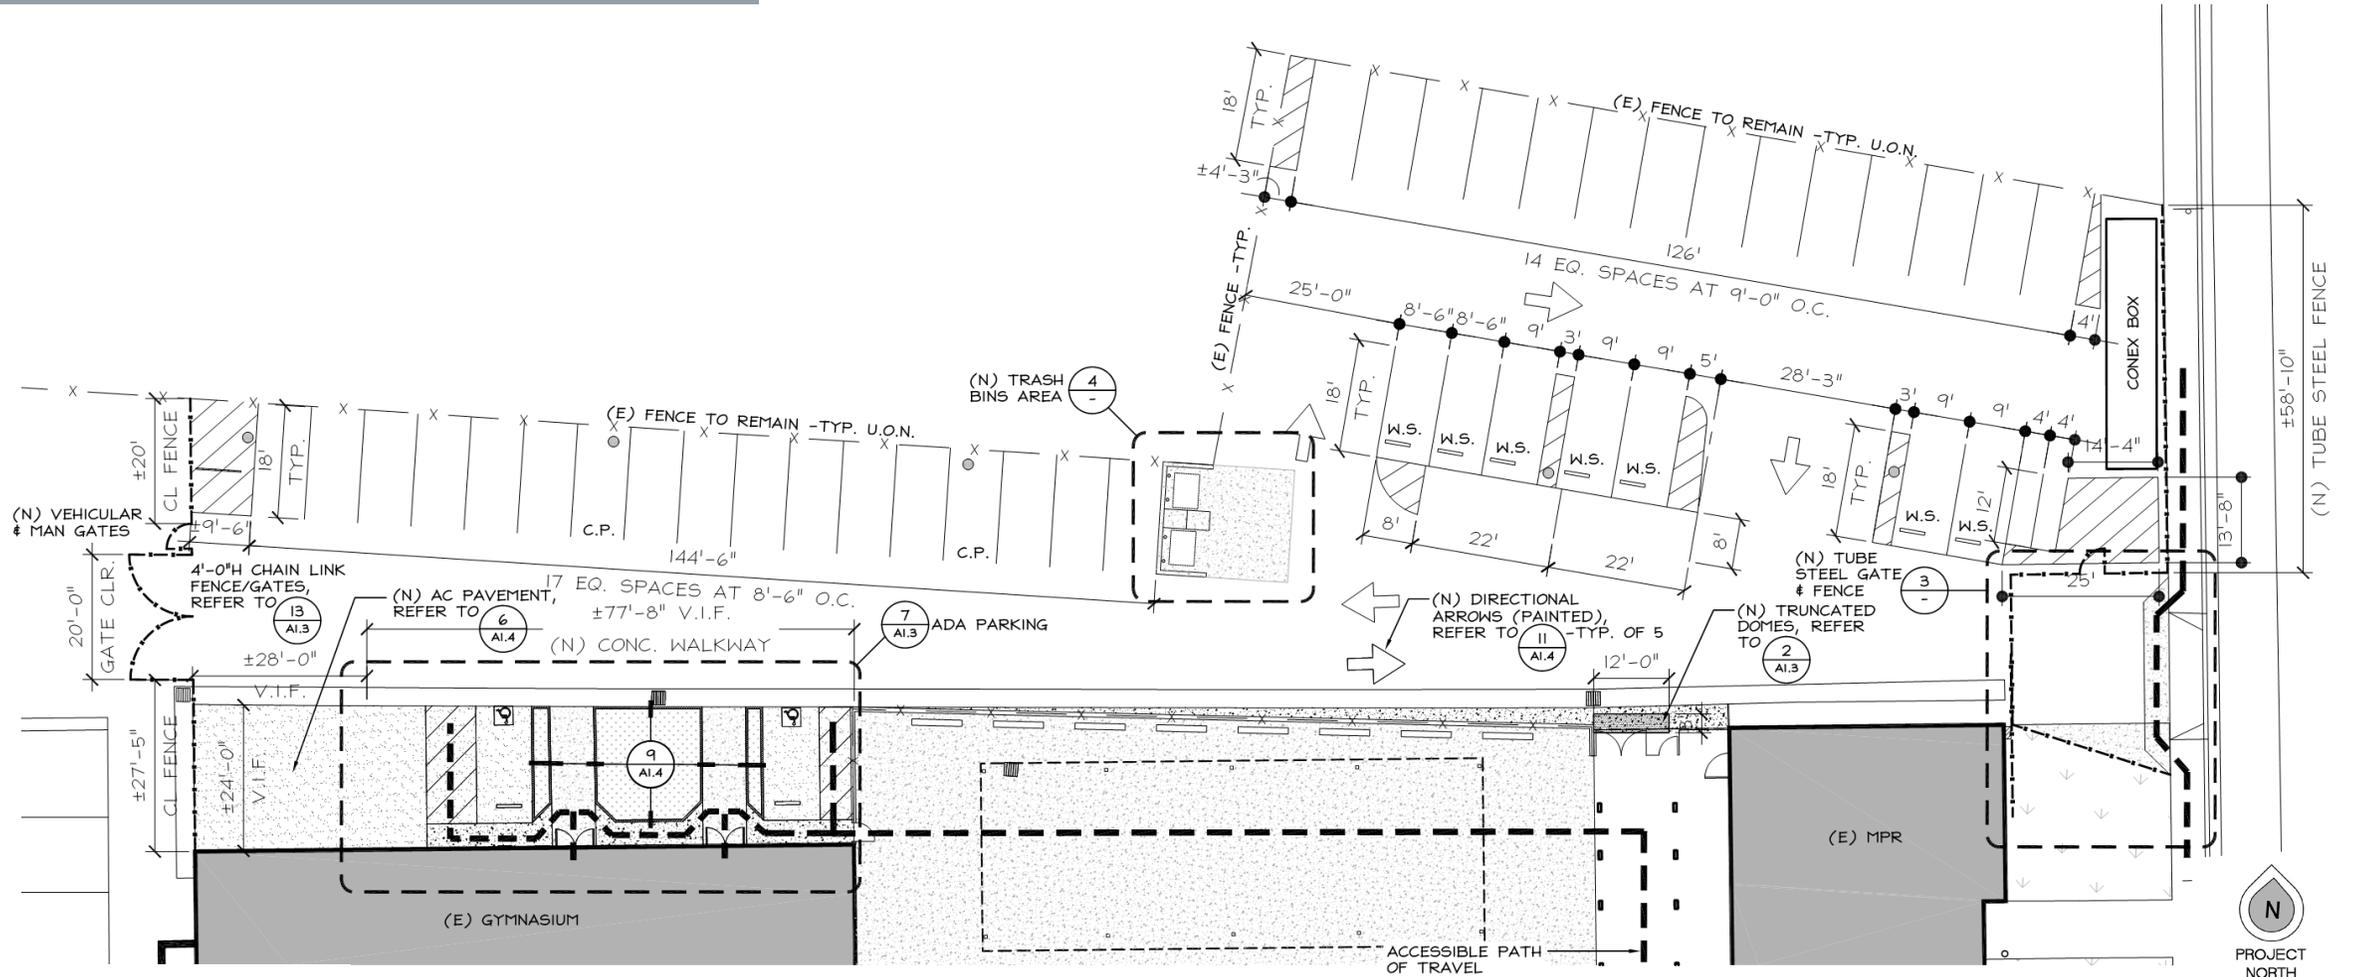 18'
TYP.
±4'-3"
(E) FENCE TO REMAIN -TYP. U.O.N.
126'
14 EQ. SPACES AT 9'-0" O.C.
4'
CONEX BOX
±58'-10"
(N) TUBE STEEL FENCE
(E) FENCE -TYP.
25'-0"
8'-6"
8'-6"
9'
3'
9'
9'
5'
28'-3"
3'
9'
9'
4'
4'
14'-4"
18'
TYP.
W.S.
W.S.
W.S.
W.S.
W.S.
8'
22'
22'
8'
18'
TYP.
W.S.
W.S.
12'
13'-8"
25'
(N) TRASH
BINS AREA
4
-
(E) FENCE TO REMAIN -TYP. U.O.N.
±20'
CL FENCE
18'
TYP.
±9'-6"
C.P.
C.P.
144'-6"
17 EQ. SPACES AT 8'-6" O.C.
(N) VEHICULAR
& MAN GATES
20'-0"
GATE CLR.
4'-0"H CHAIN LINK
FENCE/GATES,
REFER TO
13
A1.3
(N) AC PAVEMENT,
REFER TO
6
A1.4
±77'-8" V.I.F.
(N) CONC. WALKWAY
7
A1.3
ADA PARKING
±28'-0"
V.I.F.
(N) DIRECTIONAL
ARROWS (PAINTED),
REFER TO
11
A1.4
-TYP. OF 5
(N) TUBE
STEEL GATE
& FENCE
3
-
(N) TRUNCATED
DOMES, REFER
TO
2
A1.3
12'-0"
±27'-5"
CL FENCE
±24'-0"
V.I.F.
9
A1.4
(E) GYMNASIUM
(E) MPR
ACCESSIBLE PATH
OF TRAVEL
N
PROJECT
NORTH